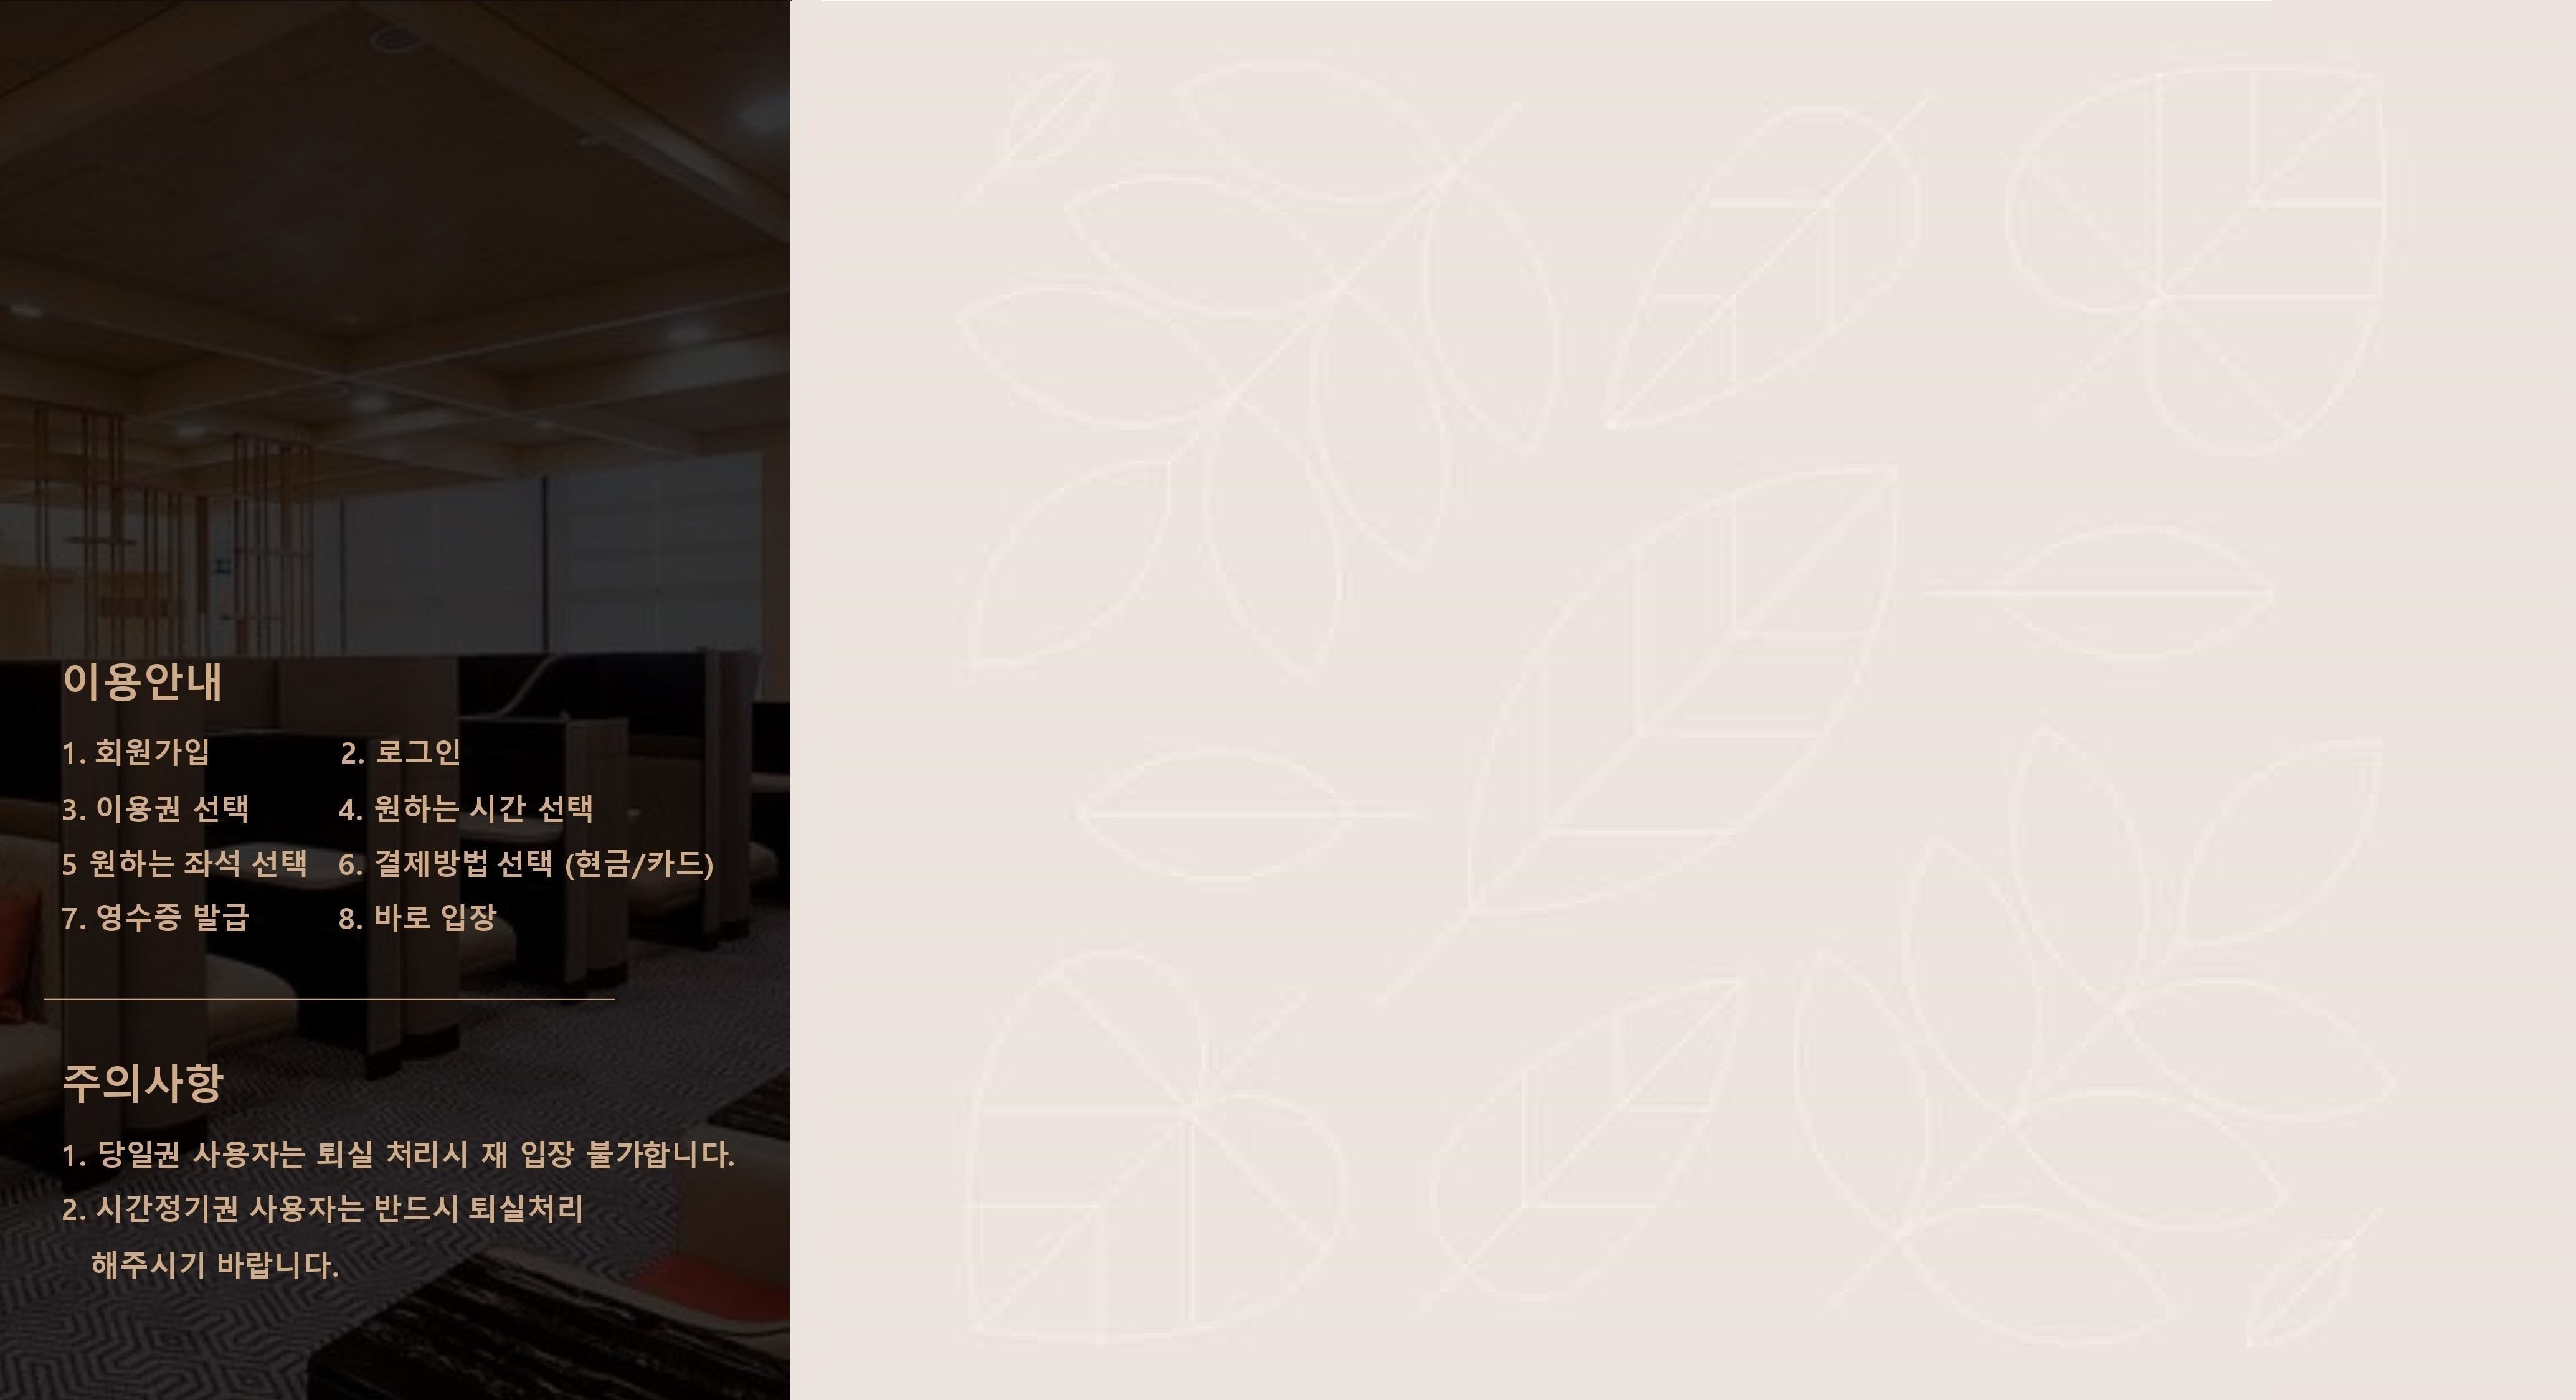 이용안내
1. 회원가입 2. 로그인
3. 이용권 선택 4. 원하는 시간 선택
5 원하는 좌석 선택 6. 결제방법 선택 (현금/카드)
7. 영수증 발급 8. 바로 입장
주의사항
1. 당일권 사용자는 퇴실 처리시 재 입장 불가합니다.
2. 시간정기권 사용자는 반드시 퇴실처리
해주시기 바랍니다.